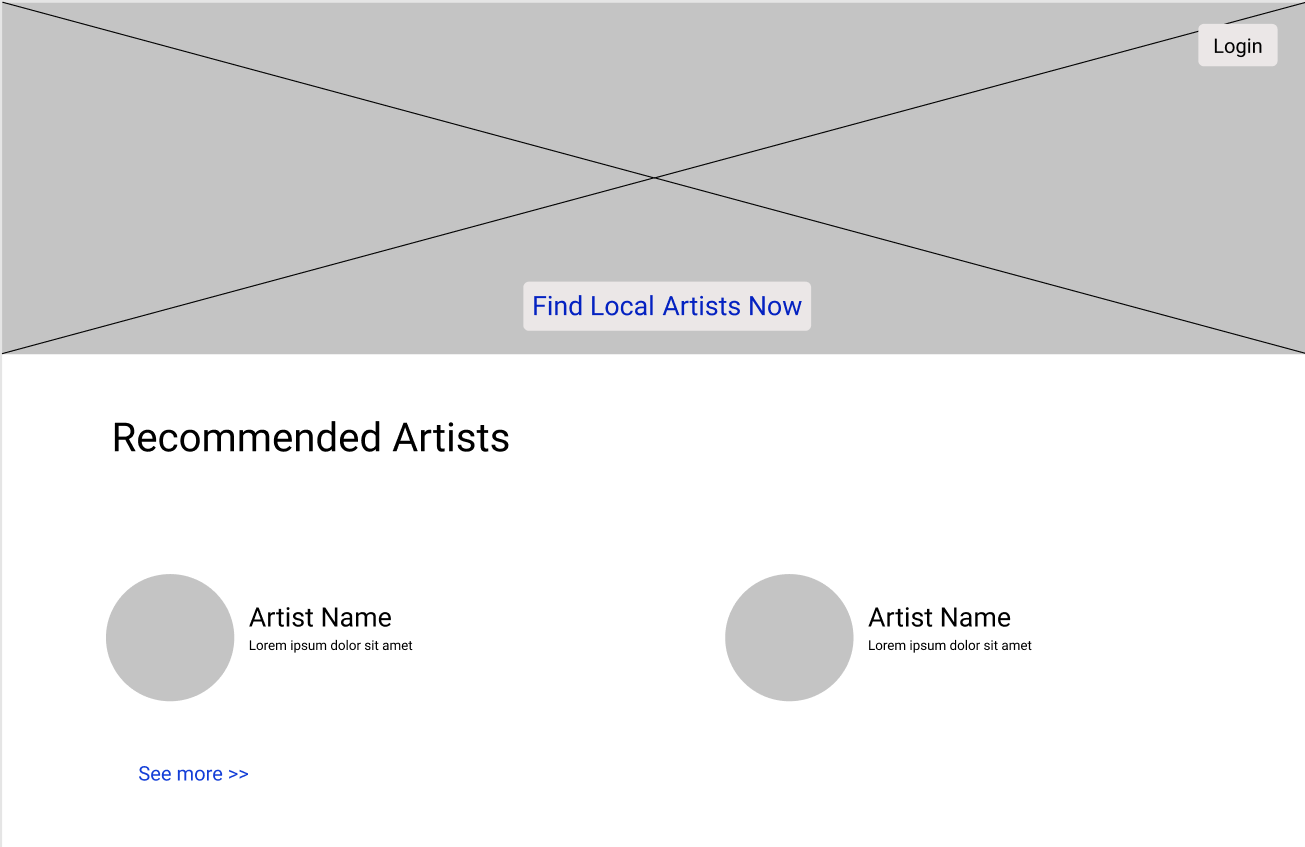 Login
Find Local Artists Now
Recommended Artists
Artist Name
Lorem ipsum dolor sit amet
Artist Name
Lorem ipsum dolor sit amet
See more >>